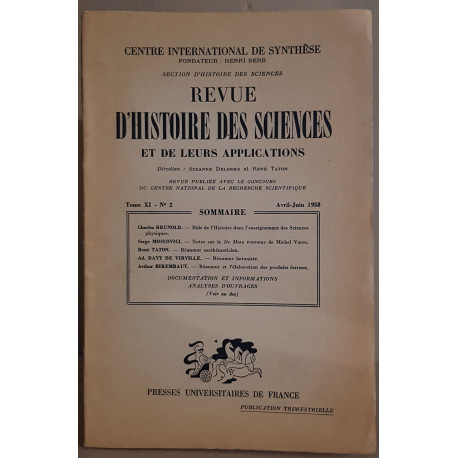 CENTRE INTERNATIONAL DE SYNTHÈSE
FONDATEUR : HENRI BERR
SECTION D'HISTOIRE DES SCIENCES
REVUE
D'HISTOIRE DES SCIENCES
ET DE LEURS APPLICATIONS
Direction : SUZANNE DELORME et RENÉ TATON
REVUE PUBLIÉE AVEC LE CONCOURS
DU CENTRE NATIONAL DE LA RECHERCHE SCIENTIFIQUE
Tome XI - N° 2 Avril-Juin 1958
SOMMAIRE
Charles BRUNOLD. — Rôle de l'Histoire dans l'enseignement des Sciences
physiques.
Serge MOSCOVICI. — Notes sur le De Motu tractatus de Michel Varro.
René TATON. — Réaumur mathématicien.
Ad. DAVY DE VIRVILLE. — Réaumur botaniste.
Arthur BIREMBAUT. — Réaumur et l'élaboration des produits ferreux.
DOCUMENTATION ET INFORMATIONS
ANALYSES D'OUVRAGES
(Voir au dos)
PRESSES UNIVERSITAIRES DE FRANCE
PUBLICATION TRIMESTRIELLE